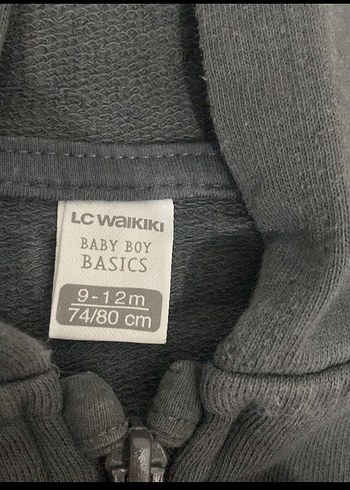 LC WAIKIKI
BABY BOY
BASICS
9-12m
74/80 cm